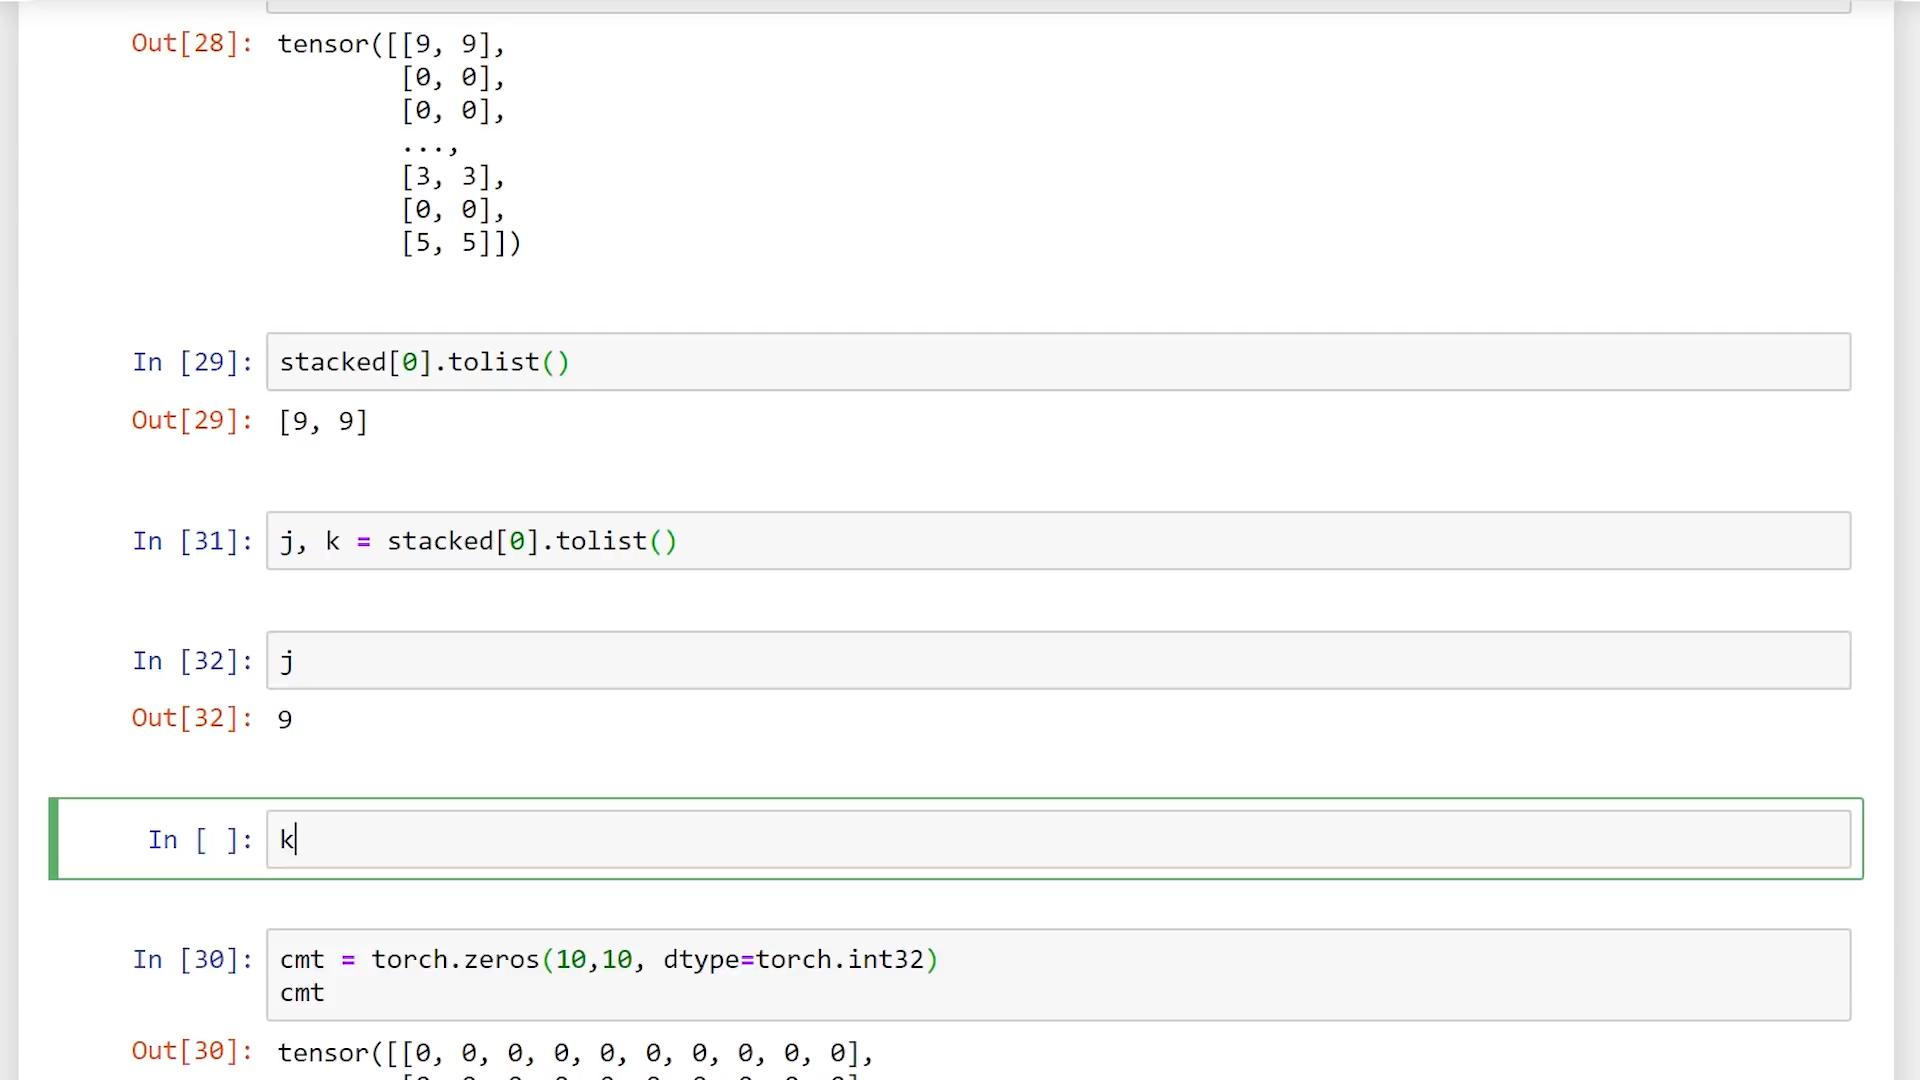 Out[28]: tensor([[9, 9],
[0, 0],
[0, 0],
...,
[3, 3],
[0, 0],
[5, 5]])
In [29]: stacked[0].tolist()
Out[29]: [9, 9]
In [31]: j, k = stacked[0].tolist()
In [32]: j
Out[32]: 9
In [ ]: k
In [30]: cmt = torch.zeros(10,10, dtype=torch.int32)
cmt
Out[30]: tensor([[0, 0, 0, 0, 0, 0, 0, 0, 0, 0],